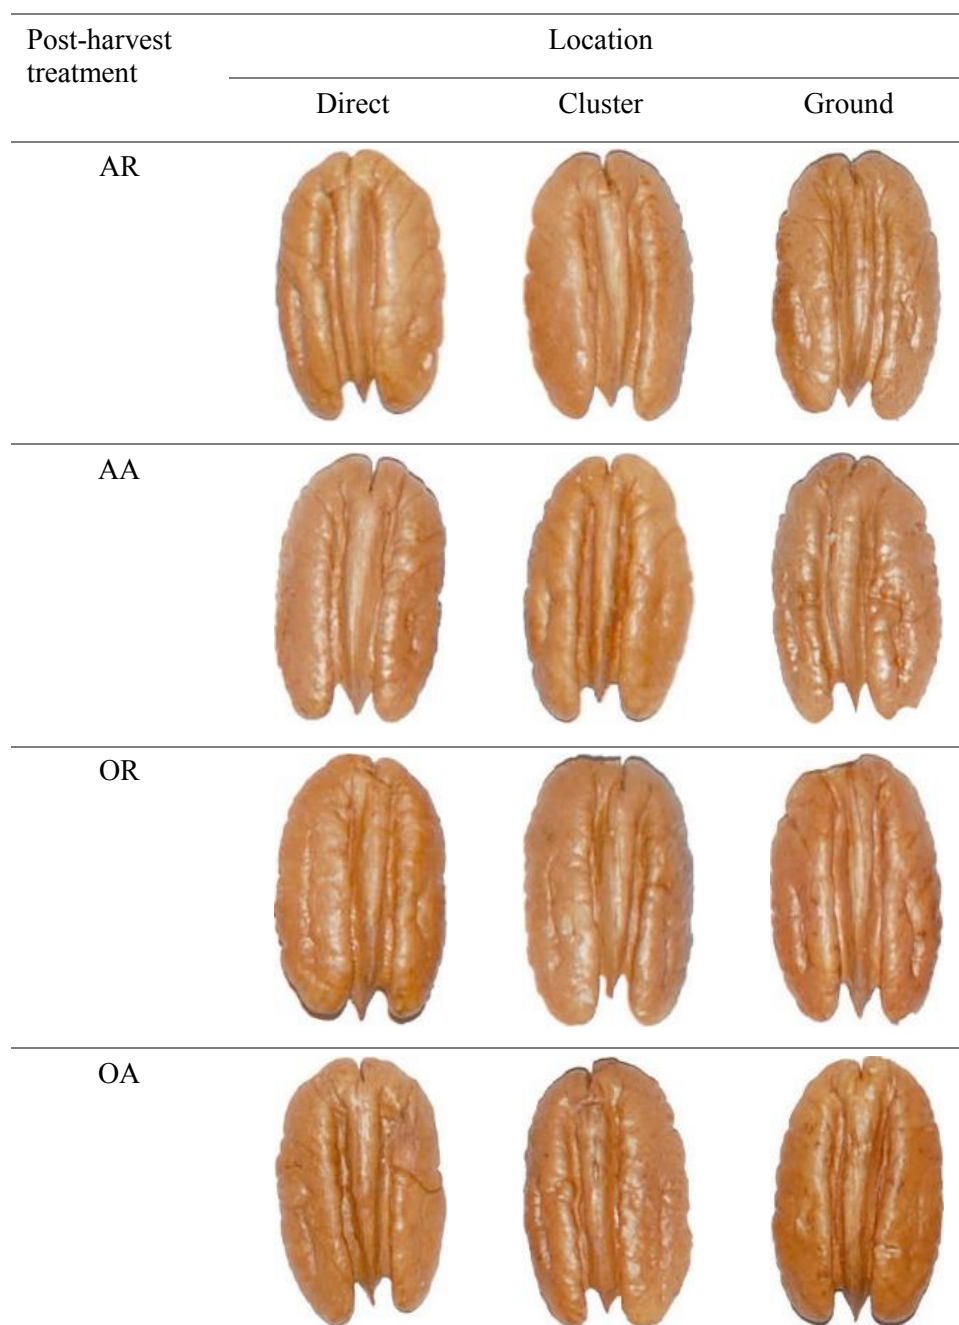 Post-harvest
treatment
Location
Direct
Cluster
Ground
AR
AA
OR
OA